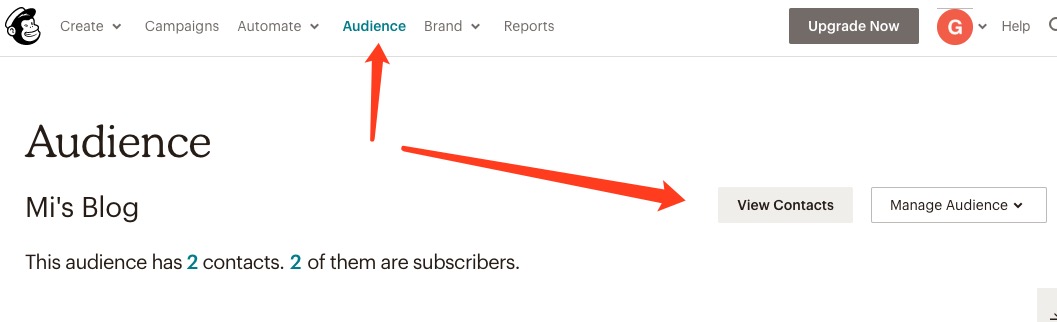 Create Campaigns Automate Audience Brand Reports Upgrade Now G Help
Audience
Mi's Blog View Contacts Manage Audience
This audience has 2 contacts. 2 of them are subscribers.